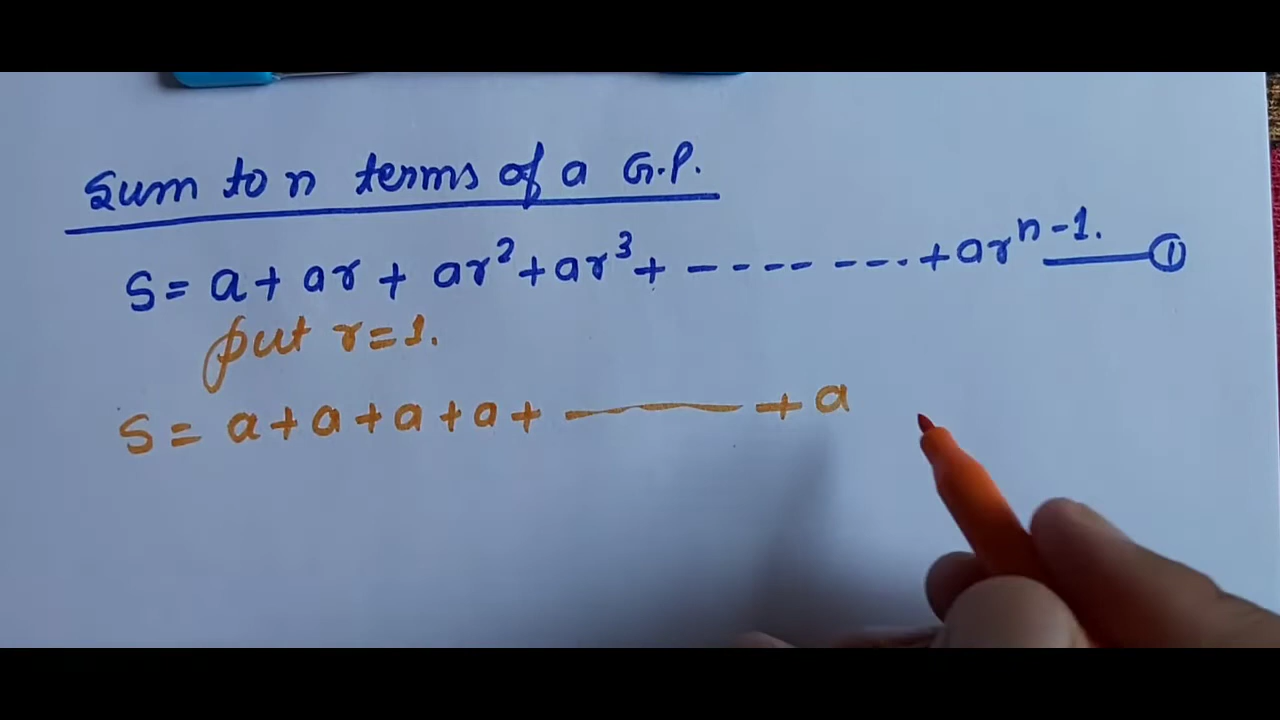 Sum to n terms of a G.P.
S = a + ar + ar² + ar³ + ------- ---. + arⁿ⁻¹. —— ①
put r = 1.
S = a + a + a + a + —— + a